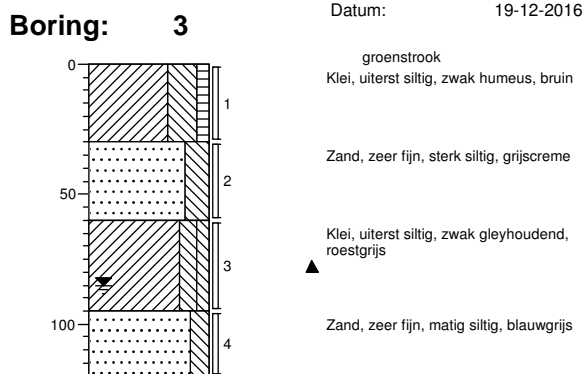 Boring: 3
Datum: 19-12-2016
groenstrook
0
Klei, uiterst siltig, zwak humeus, bruin
1
Zand, zeer fijn, sterk siltig, grijscreme
2
50
Klei, uiterst siltig, zwak gleyhoudend,
roestgrijs
3
100
Zand, zeer fijn, matig siltig, blauwgrijs
4